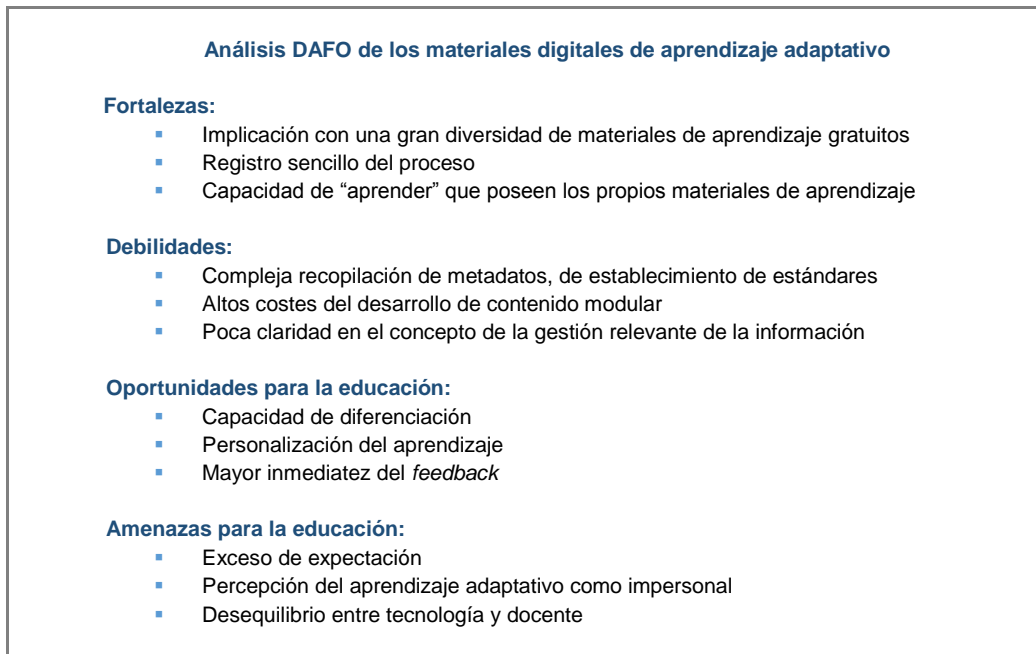 Análisis DAFO de los materiales digitales de aprendizaje adaptativo
Fortalezas:
▪ Implicación con una gran diversidad de materiales de aprendizaje gratuitos
▪ Registro sencillo del proceso
▪ Capacidad de “aprender” que poseen los propios materiales de aprendizaje
Debilidades:
▪ Compleja recopilación de metadatos, de establecimiento de estándares
▪ Altos costes del desarrollo de contenido modular
▪ Poca claridad en el concepto de la gestión relevante de la información
Oportunidades para la educación:
▪ Capacidad de diferenciación
▪ Personalización del aprendizaje
▪ Mayor inmediatez del feedback
Amenazas para la educación:
▪ Exceso de expectación
▪ Percepción del aprendizaje adaptativo como impersonal
▪ Desequilibrio entre tecnología y docente